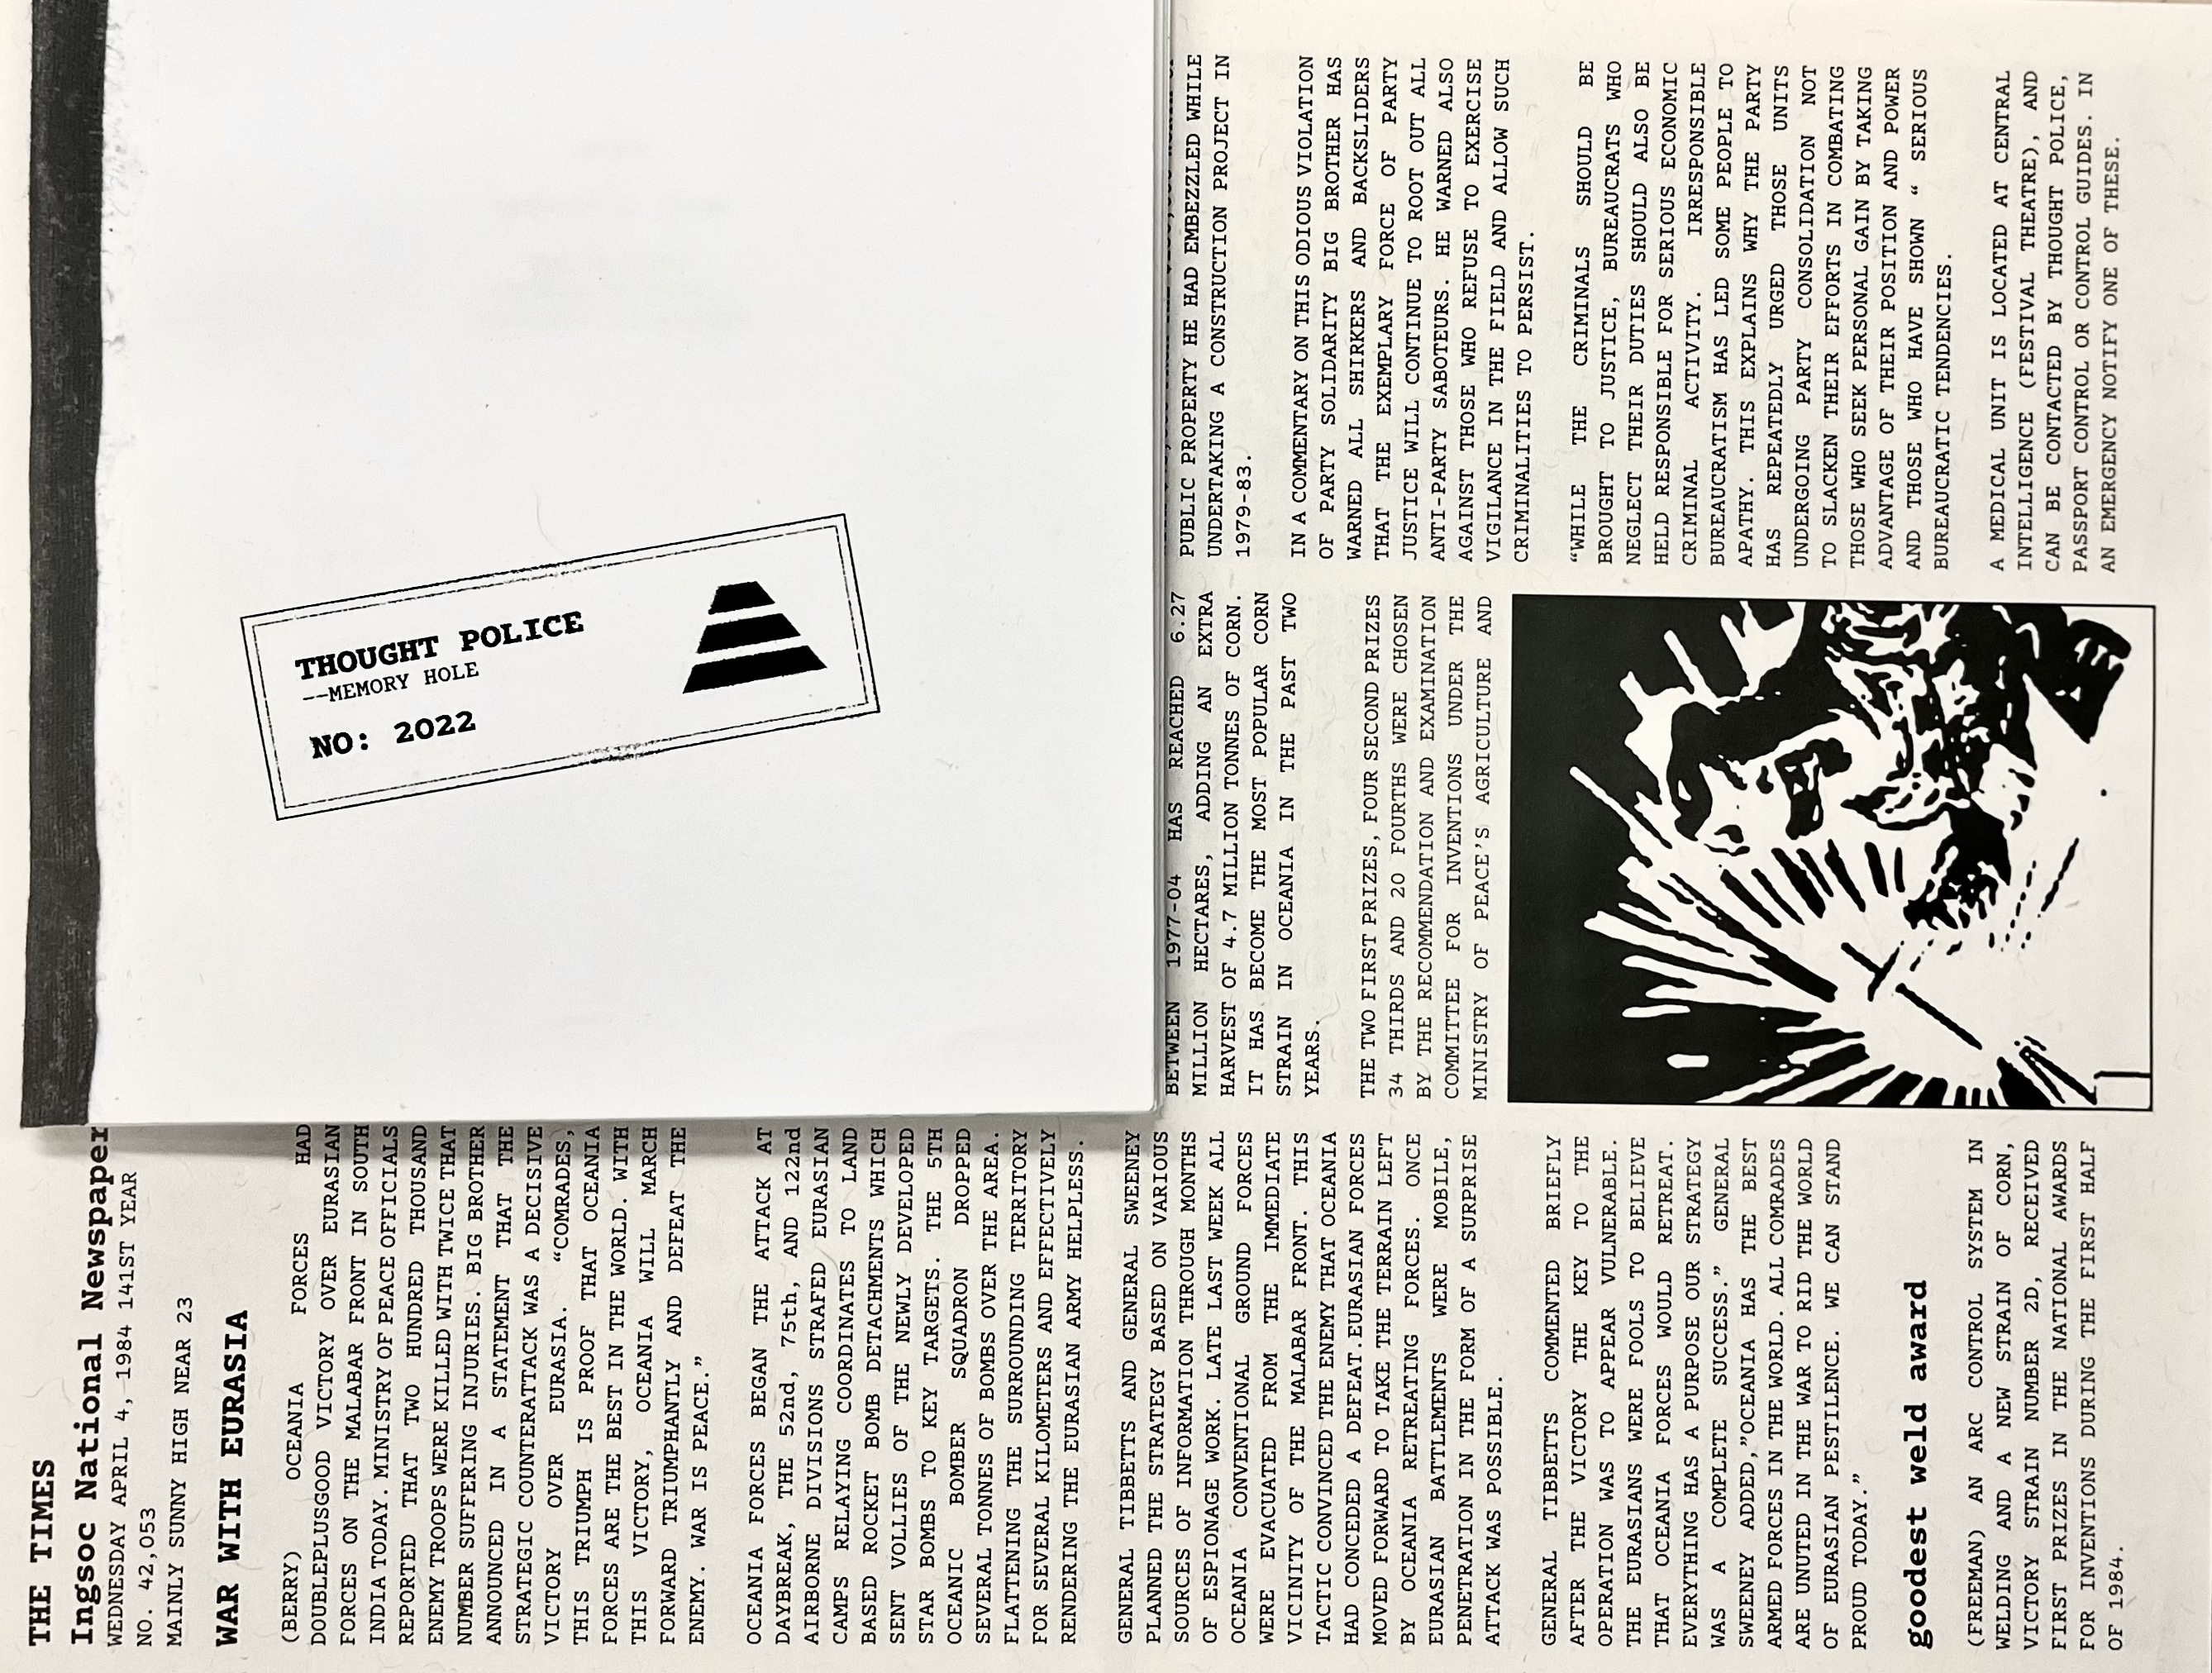 THE TIMES
Ingsoc National Newspaper
WEDNESDAY APRIL 4, 1984 141ST YEAR
NO. 42,053
MAINLY SUNNY HIGH NEAR 23
WAR WITH EURASIA
(BERRY) OCEANIA FORCES HAD
DOUBLEPLUSGOOD VICTORY OVER EURASIAN
FORCES ON THE MALABAR FRONT IN SOUTH
INDIA TODAY. MINISTRY OF PEACE OFFICIALS
REPORTED THAT TWO HUNDRED THOUSAND
ENEMY TROOPS WERE KILLED WITH TWICE THAT
NUMBER SUFFERING INJURIES. BIG BROTHER
ANNOUNCED IN A STATEMENT THAT THE
STRATEGIC COUNTERATTACK WAS A DECISIVE
VICTORY OVER EURASIA. “COMRADES,
THIS TRIUMPH IS PROOF THAT OCEANIA
FORCES ARE THE BEST IN THE WORLD. WITH
THIS VICTORY, OCEANIA WILL MARCH
FORWARD TRIUMPHANTLY AND DEFEAT THE
ENEMY. WAR IS PEACE.”
OCEANIA FORCES BEGAN THE ATTACK AT
DAYBREAK, THE 52nd, 75th, AND 122nd
AIRBORNE DIVISIONS STRAFED EURASIAN
CAMPS RELAYING COORDINATES TO LAND
BASED ROCKET BOMB DETACHMENTS WHICH
SENT VOLLIES OF THE NEWLY DEVELOPED
STAR BOMBS TO KEY TARGETS. THE 5TH
OCEANIC BOMBER SQUADRON DROPPED
SEVERAL TONNES OF BOMBS OVER THE AREA.
FLATTENING THE SURROUNDING TERRITORY
FOR SEVERAL KILOMETERS AND EFFECTIVELY
RENDERING THE EURASIAN ARMY HELPLESS.
GENERAL TIBBETTS AND GENERAL SWEENEY
PLANNED THE STRATEGY BASED ON VARIOUS
SOURCES OF INFORMATION THROUGH MONTHS
OF ESPIONAGE WORK. LATE LAST WEEK ALL
OCEANIA CONVENTIONAL GROUND FORCES
WERE EVACUATED FROM THE IMMEDIATE
VICINITY OF THE MALABAR FRONT. THIS
TACTIC CONVINCED THE ENEMY THAT OCEANIA
HAD CONCEDED A DEFEAT.EURASIAN FORCES
MOVED FORWARD TO TAKE THE TERRAIN LEFT
BY OCEANIA RETREATING FORCES. ONCE
EURASIAN BATTLEMENTS WERE MOBILE,
PENETRATION IN THE FORM OF A SURPRISE
ATTACK WAS POSSIBLE.
GENERAL TIBBETTS COMMENTED BRIEFLY
AFTER THE VICTORY THE KEY TO THE
OPERATION WAS TO APPEAR VULNERABLE.
THE EURASIANS WERE FOOLS TO BELIEVE
THAT OCEANIA FORCES WOULD RETREAT.
EVERYTHING HAS A PURPOSE OUR STRATEGY
WAS A COMPLETE SUCCESS.” GENERAL
SWEENEY ADDED,”OCEANIA HAS THE BEST
ARMED FORCES IN THE WORLD. ALL COMRADES
ARE UNITED IN THE WAR TO RID THE WORLD
OF EURASIAN PESTILENCE. WE CAN STAND
PROUD TODAY.”
goodest weld award
(FREEMAN) AN ARC CONTROL SYSTEM IN
WELDING AND A NEW STRAIN OF CORN,
VICTORY STRAIN NUMBER 2D, RECEIVED
FIRST PRIZES IN THE NATIONAL AWARDS
FOR INVENTIONS DURING THE FIRST HALF
OF 1984.
THOUGHT POLICE
--MEMORY HOLE
NO: 2022
BETWEEN 1977-04 HAS REACHED 6.27
MILLION HECTARES, ADDING AN EXTRA
HARVEST OF 4.7 MILLION TONNES OF CORN.
IT HAS BECOME THE MOST POPULAR CORN
STRAIN IN OCEANIA IN THE PAST TWO
YEARS.
THE TWO FIRST PRIZES, FOUR SECOND PRIZES
34 THIRDS AND 20 FOURTHS WERE CHOSEN
BY THE RECOMMENDATION AND EXAMINATION
COMMITTEE FOR INVENTIONS UNDER THE
MINISTRY OF PEACE’S AGRICULTURE AND
PUBLIC PROPERTY HE HAD EMBEZZLED WHILE
UNDERTAKING A CONSTRUCTION PROJECT IN
1979-83.
IN A COMMENTARY ON THIS ODIOUS VIOLATION
OF PARTY SOLIDARITY BIG BROTHER HAS
WARNED ALL SHIRKERS AND BACKSLIDERS
THAT THE EXEMPLARY FORCE OF PARTY
JUSTICE WILL CONTINUE TO ROOT OUT ALL
ANTI-PARTY SABOTEURS. HE WARNED ALSO
AGAINST THOSE WHO REFUSE TO EXERCISE
VIGILANCE IN THE FIELD AND ALLOW SUCH
CRIMINALITIES TO PERSIST.
“WHILE THE CRIMINALS SHOULD BE
BROUGHT TO JUSTICE, BUREAUCRATS WHO
NEGLECT THEIR DUTIES SHOULD ALSO BE
HELD RESPONSIBLE FOR SERIOUS ECONOMIC
CRIMINAL ACTIVITY. IRRESPONSIBLE
BUREAUCRATISM HAS LED SOME PEOPLE TO
APATHY. THIS EXPLAINS WHY THE PARTY
HAS REPEATEDLY URGED THOSE UNITS
UNDERGOING PARTY CONSOLIDATION NOT
TO SLACKEN THEIR EFFORTS IN COMBATING
THOSE WHO SEEK PERSONAL GAIN BY TAKING
ADVANTAGE OF THEIR POSITION AND POWER
AND THOSE WHO HAVE SHOWN “ SERIOUS
BUREAUCRATIC TENDENCIES.
A MEDICAL UNIT IS LOCATED AT CENTRAL
INTELLIGENCE (FESTIVAL THEATRE), AND
CAN BE CONTACTED BY THOUGHT POLICE,
PASSPORT CONTROL OR CONTROL GUIDES. IN
AN EMERGENCY NOTIFY ONE OF THESE.